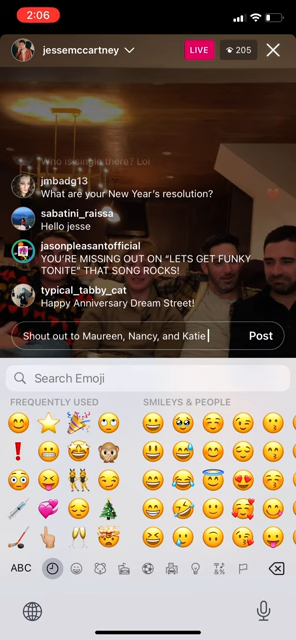 2:06
jessemccartney
LIVE
205
Who is single there? Lol
jmbadg13
What are your New Year's resolution?
sabatini_raissa
Hello jesse
jasonpleasantofficial
YOU'RE MISSING OUT ON "LETS GET FUNKY
TONITE" THAT SONG ROCKS!
typical_tabby_cat
Happy Anniversary Dream Street!
Shout out to Maureen, Nancy, and Katie
Post
Search Emoji
FREQUENTLY USED
SMILEYS & PEOPLE
ABC